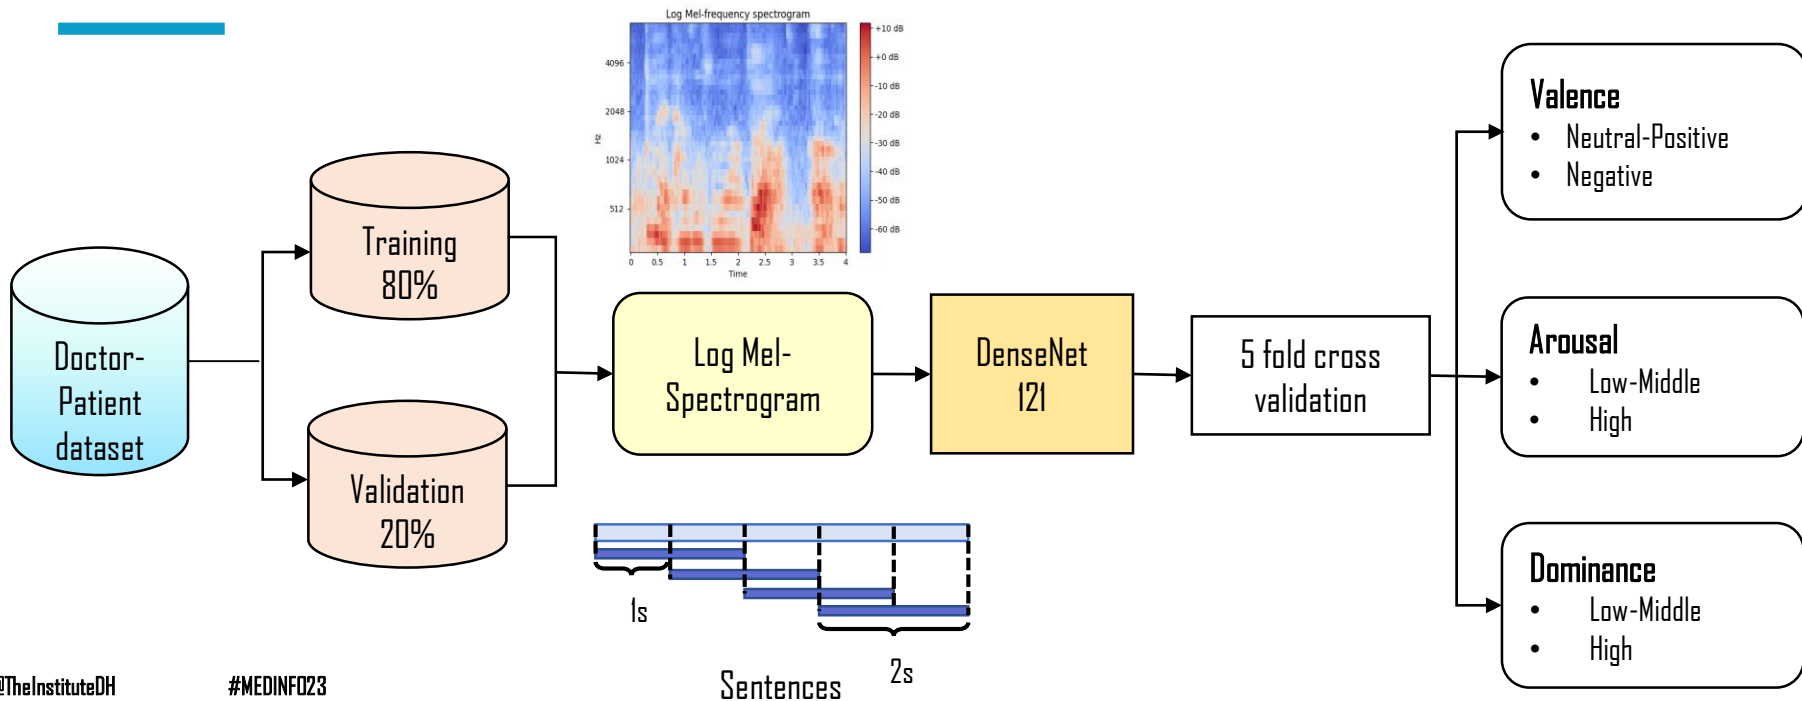 Log Mel-frequency spectrogram
+10 dB
+0 dB
-10 dB
-20 dB
-30 dB
-40 dB
-50 dB
-60 dB
4096
2048
1024
512
Hz
0 0.5 1 1.5 2 2.5 3 3.5 4
Time
Doctor-
Patient
dataset
Training
80%
Validation
20%
Log Mel-
Spectrogram
DenseNet
121
5 fold cross
validation
Valence
• Neutral-Positive
• Negative
Arousal
• Low-Middle
• High
Dominance
• Low-Middle
• High
1s
2s
Sentences
@TheInstituteDH
#MEDINFO23